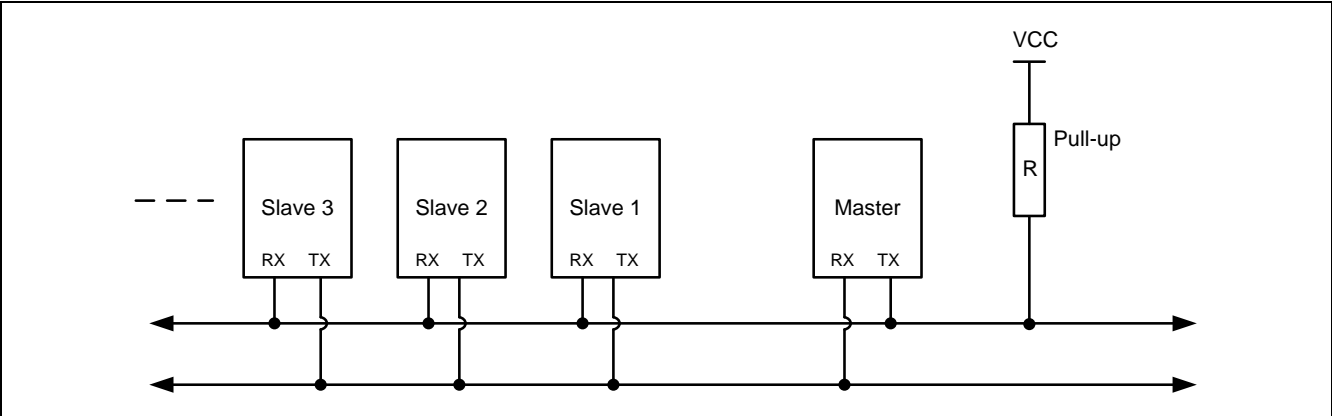 VCC
Pull-up
R
Slave 3
Slave 2
Slave 1
Master
RX TX
RX TX
RX TX
RX TX